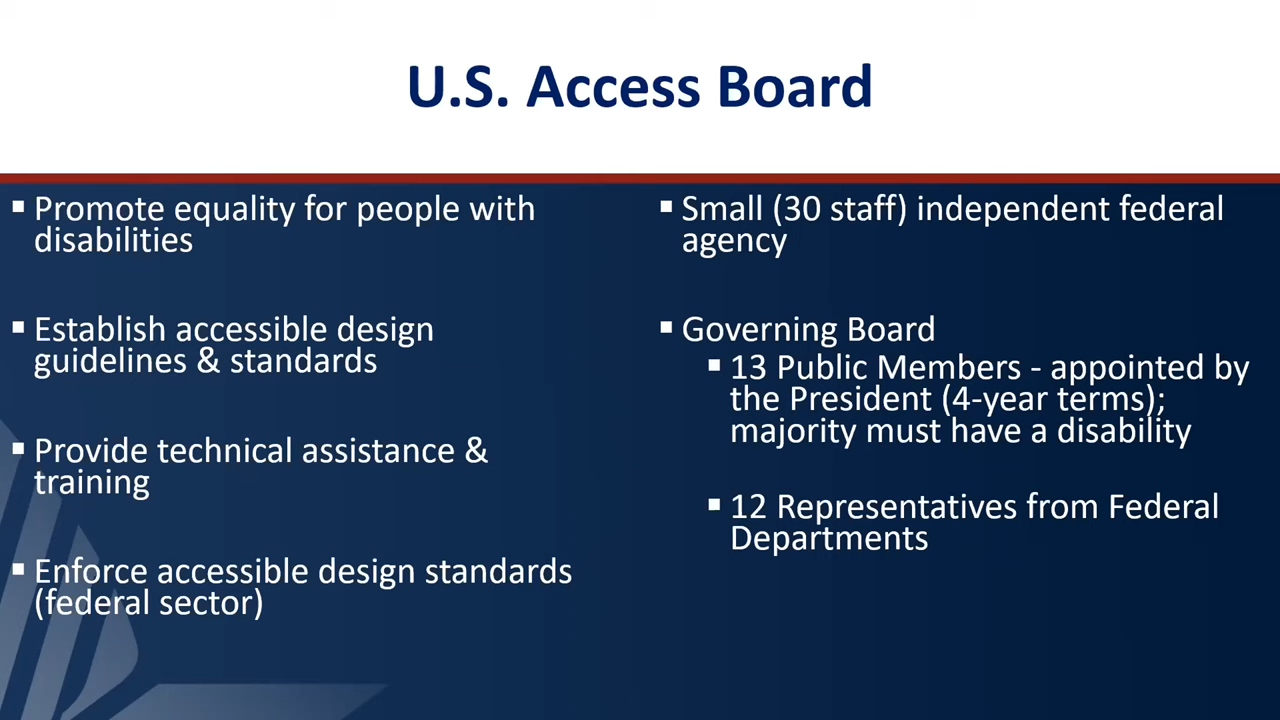 U.S. Access Board
▪ Promote equality for people with
disabilities
▪ Establish accessible design
guidelines & standards
▪ Provide technical assistance &
training
▪ Enforce accessible design standards
(federal sector)
▪ Small (30 staff) independent federal
agency
▪ Governing Board
▪ 13 Public Members - appointed by
the President (4-year terms);
majority must have a disability
▪ 12 Representatives from Federal
Departments